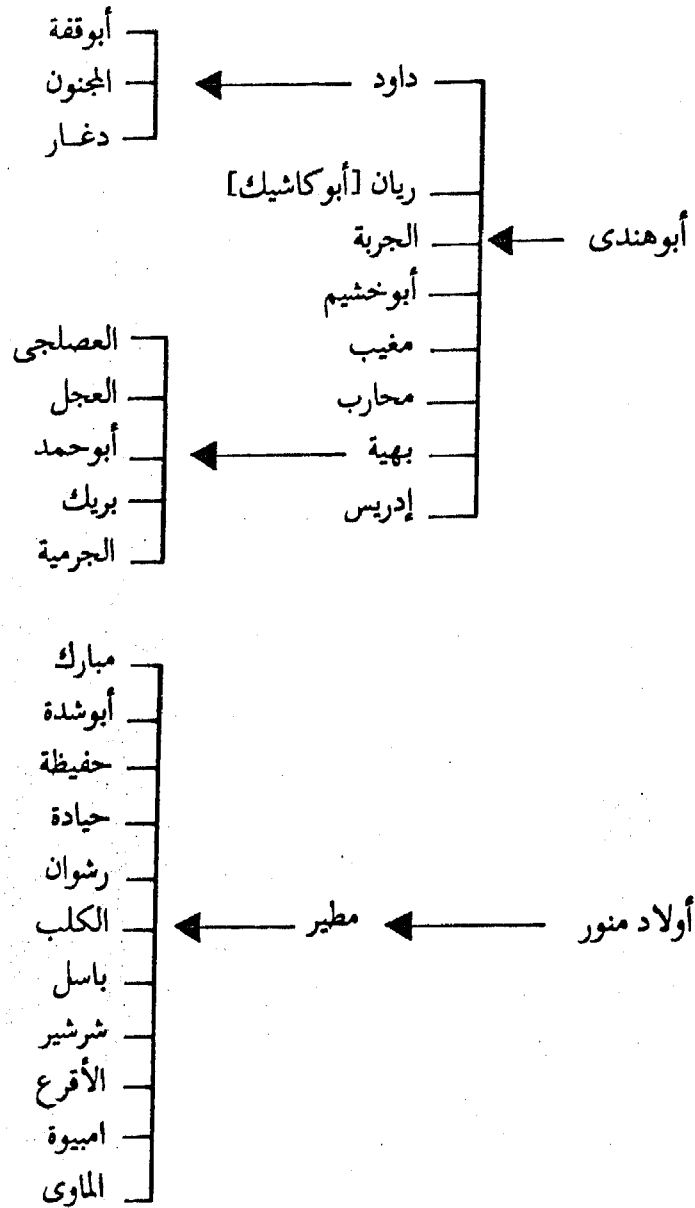 أبوهندى
داود
أبوقفة
المجنون
دغار
ريان [أبوكاشيك]
الجربة
أبوخشيم
مغيب
محارب
بهية
العصلجى
العجل
أبوحمد
بريك
الجرمية
إدريس
أولاد منور
مطير
مبارك
أبوشدة
حفيظة
حيادة
رشوان
الكلب
باسل
شرشير
الأقرع
امبيوة
الماوى